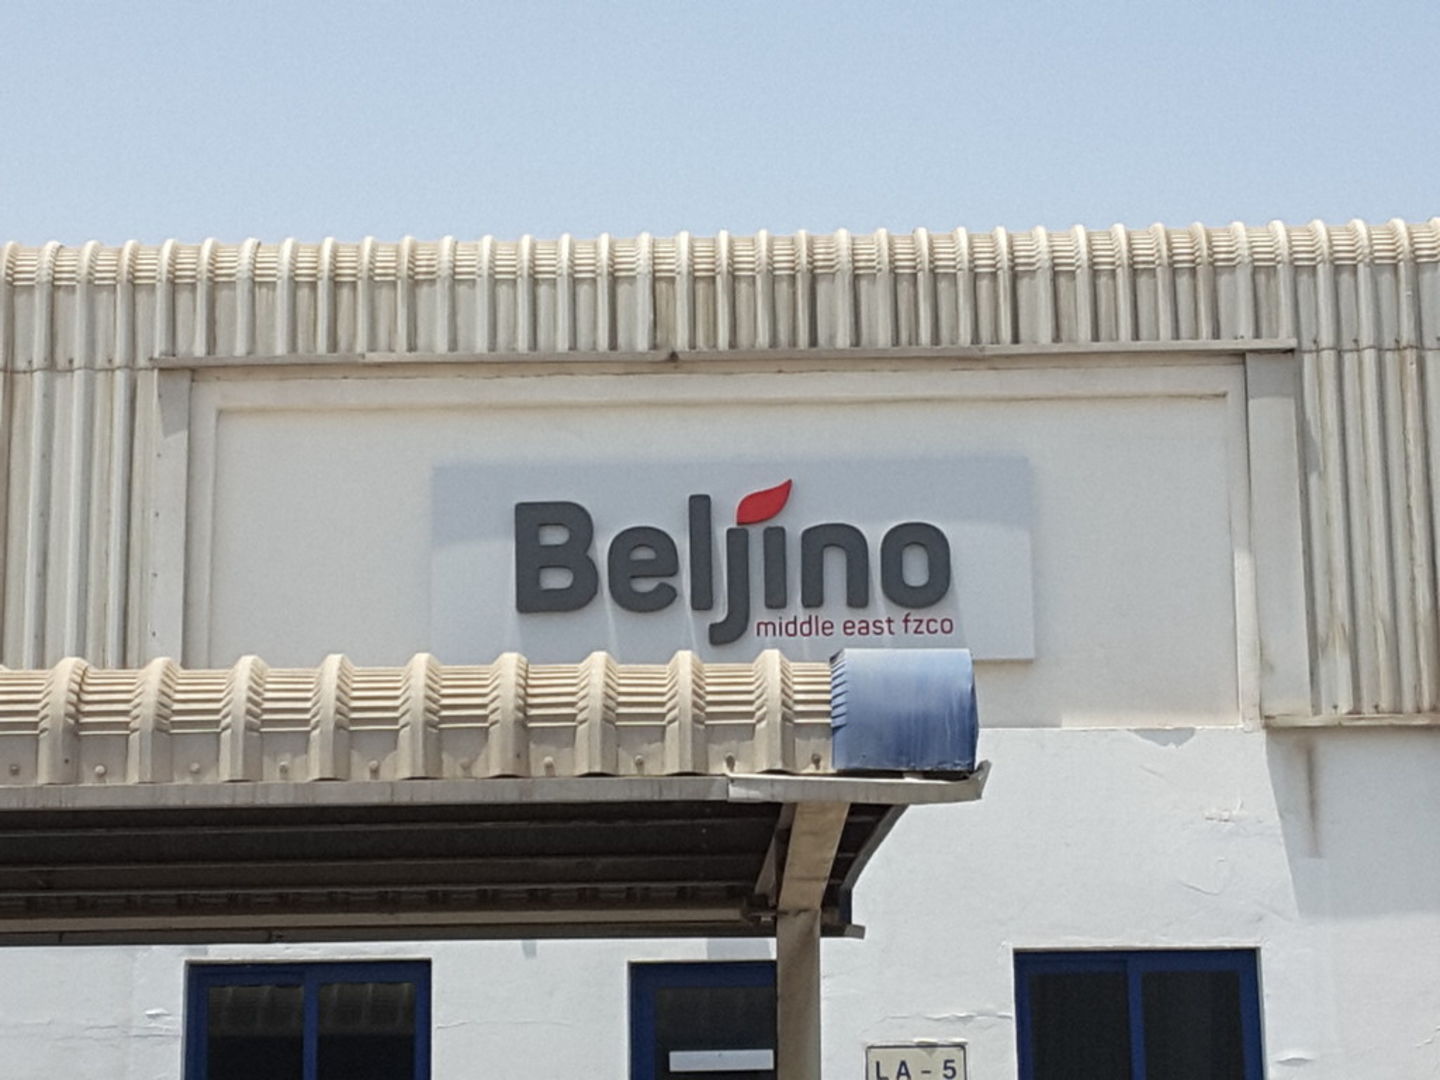 Beljino
middle east fzco
LA-5